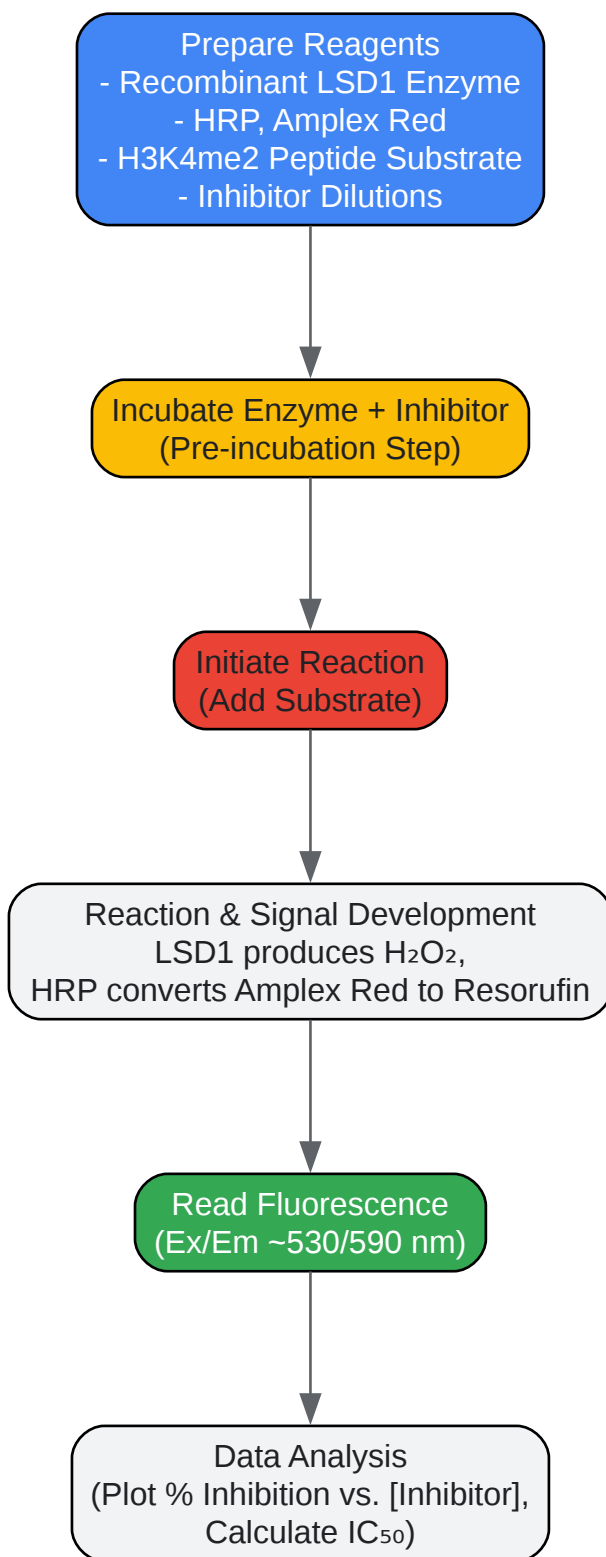 Prepare Reagents
- Recombinant LSD1 Enzyme
- HRP, Amplex Red
- H3K4me2 Peptide Substrate
- Inhibitor Dilutions
Incubate Enzyme + Inhibitor
(Pre-incubation Step)
Initiate Reaction
(Add Substrate)
Reaction & Signal Development
LSD1 produces H₂O₂,
HRP converts Amplex Red to Resorufin
Read Fluorescence
(Ex/Em ~530/590 nm)
Data Analysis
(Plot % Inhibition vs. [Inhibitor],
Calculate IC₅₀)